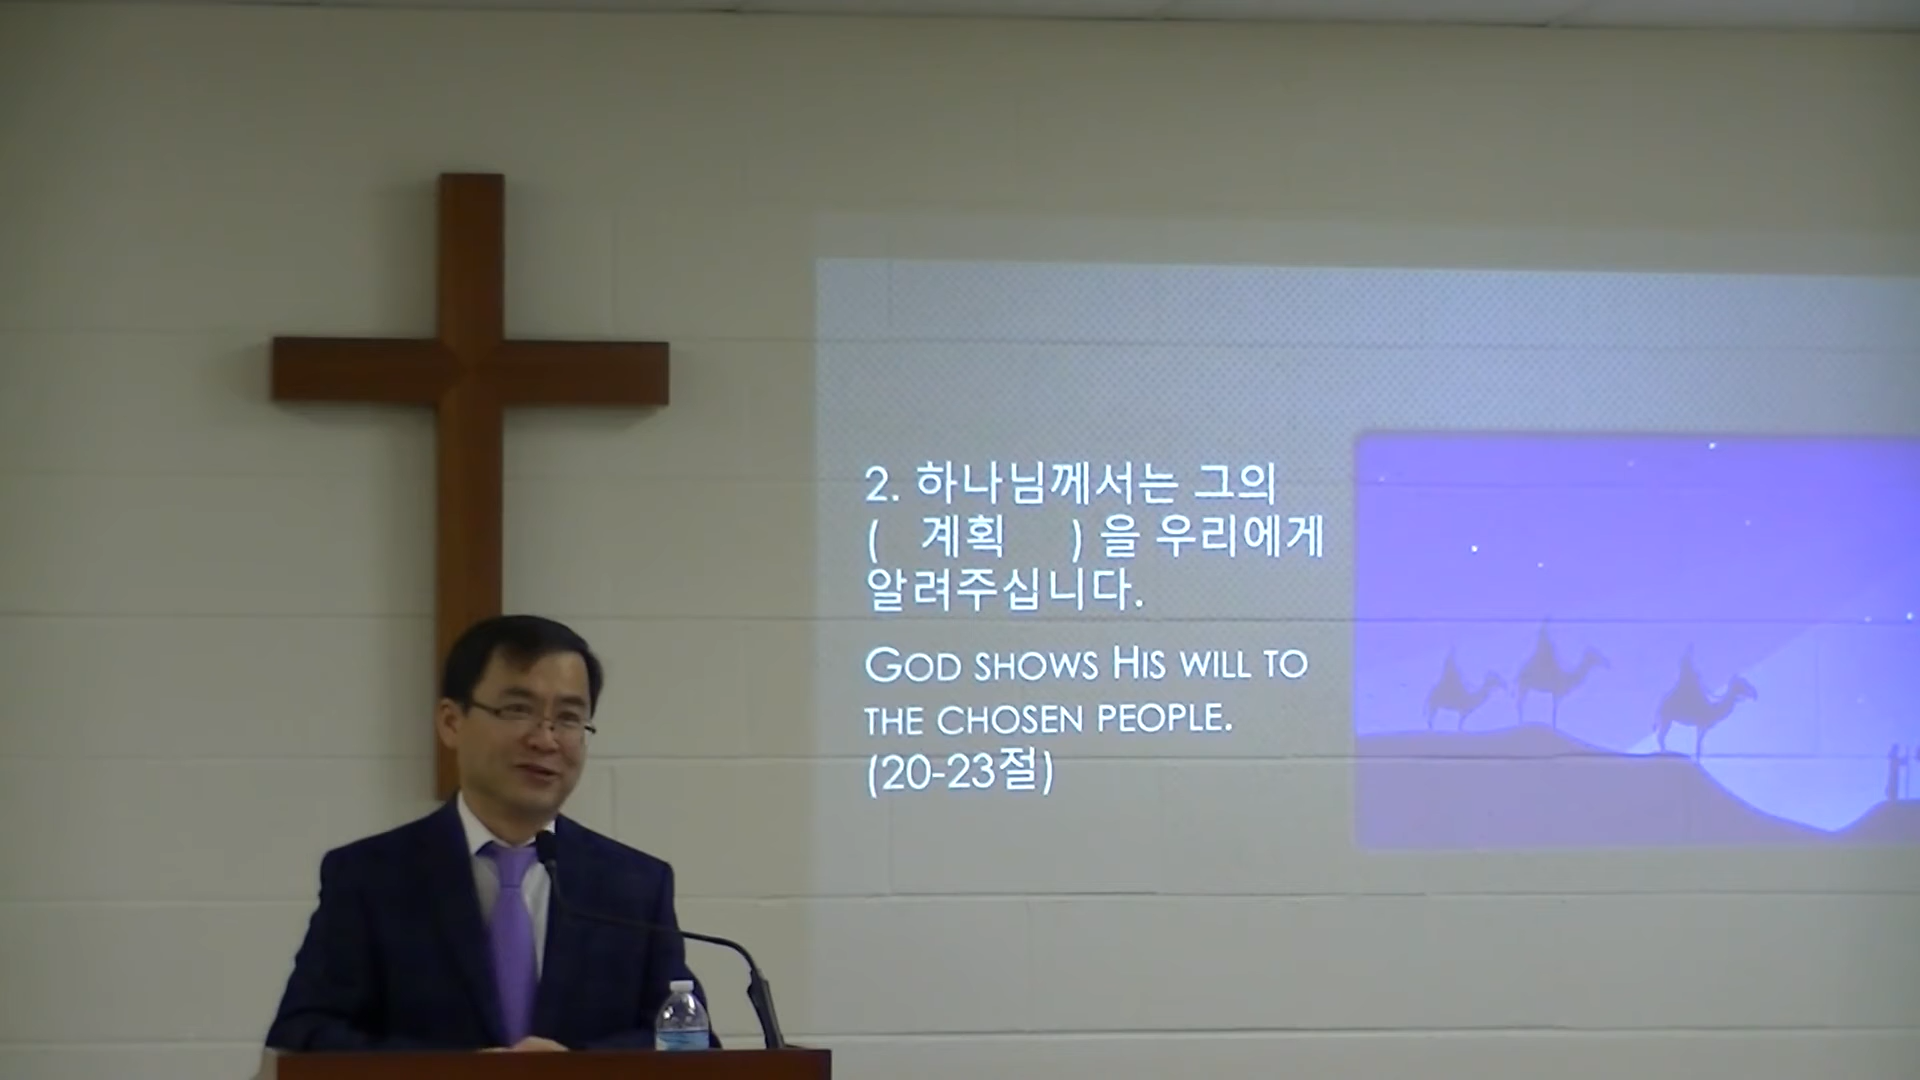 2. 하나님께서는 그의
( 계획 ) 을 우리에게
알려주십니다.
GOD SHOWS HIS WILL TO
THE CHOSEN PEOPLE.
(20-23절)